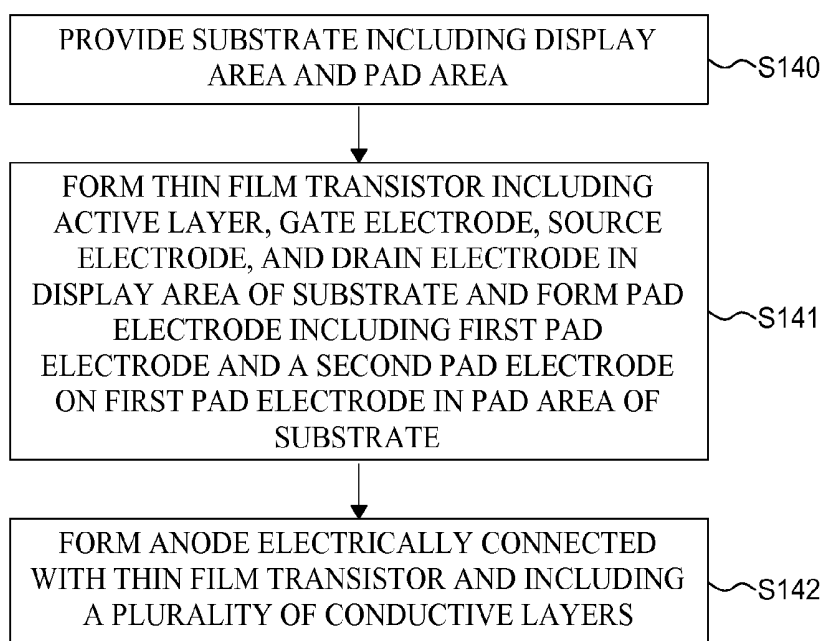 PROVIDE SUBSTRATE INCLUDING DISPLAY
AREA AND PAD AREA
S140
FORM THIN FILM TRANSISTOR INCLUDING
ACTIVE LAYER, GATE ELECTRODE, SOURCE
ELECTRODE, AND DRAIN ELECTRODE IN
DISPLAY AREA OF SUBSTRATE AND FORM PAD
ELECTRODE INCLUDING FIRST PAD
ELECTRODE AND A SECOND PAD ELECTRODE
ON FIRST PAD ELECTRODE IN PAD AREA OF
SUBSTRATE
S141
FORM ANODE ELECTRICALLY CONNECTED
WITH THIN FILM TRANSISTOR AND INCLUDING
A PLURALITY OF CONDUCTIVE LAYERS
S142